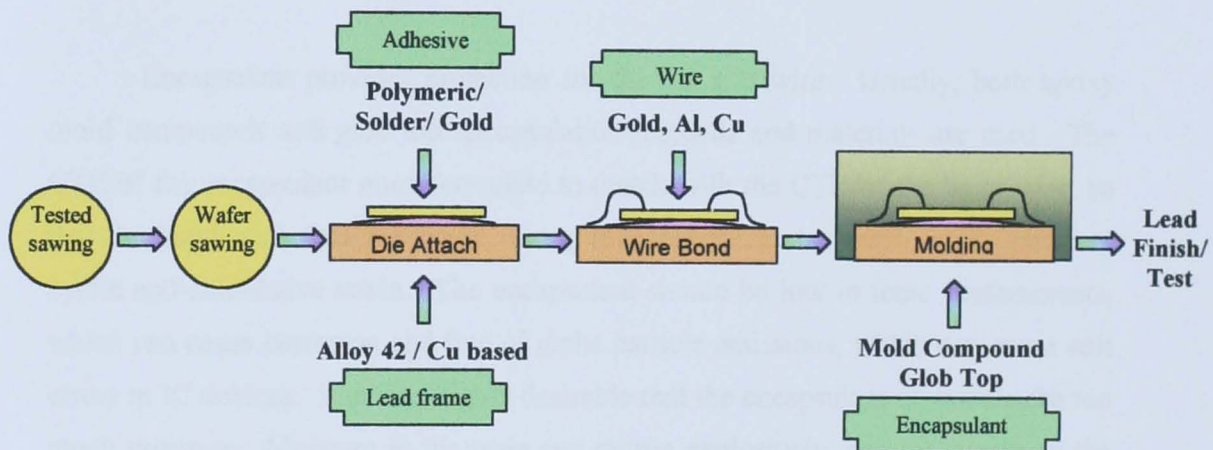 Adhesive
Polymeric/
Solder/ Gold
Wire
Gold, Al, Cu
Tested
sawing
Wafer
sawing
Die Attach
Wire Bond
Molding
Lead
Finish/
Test
Alloy 42 / Cu based
Lead frame
Mold Compound
Glob Top
Encapsulant